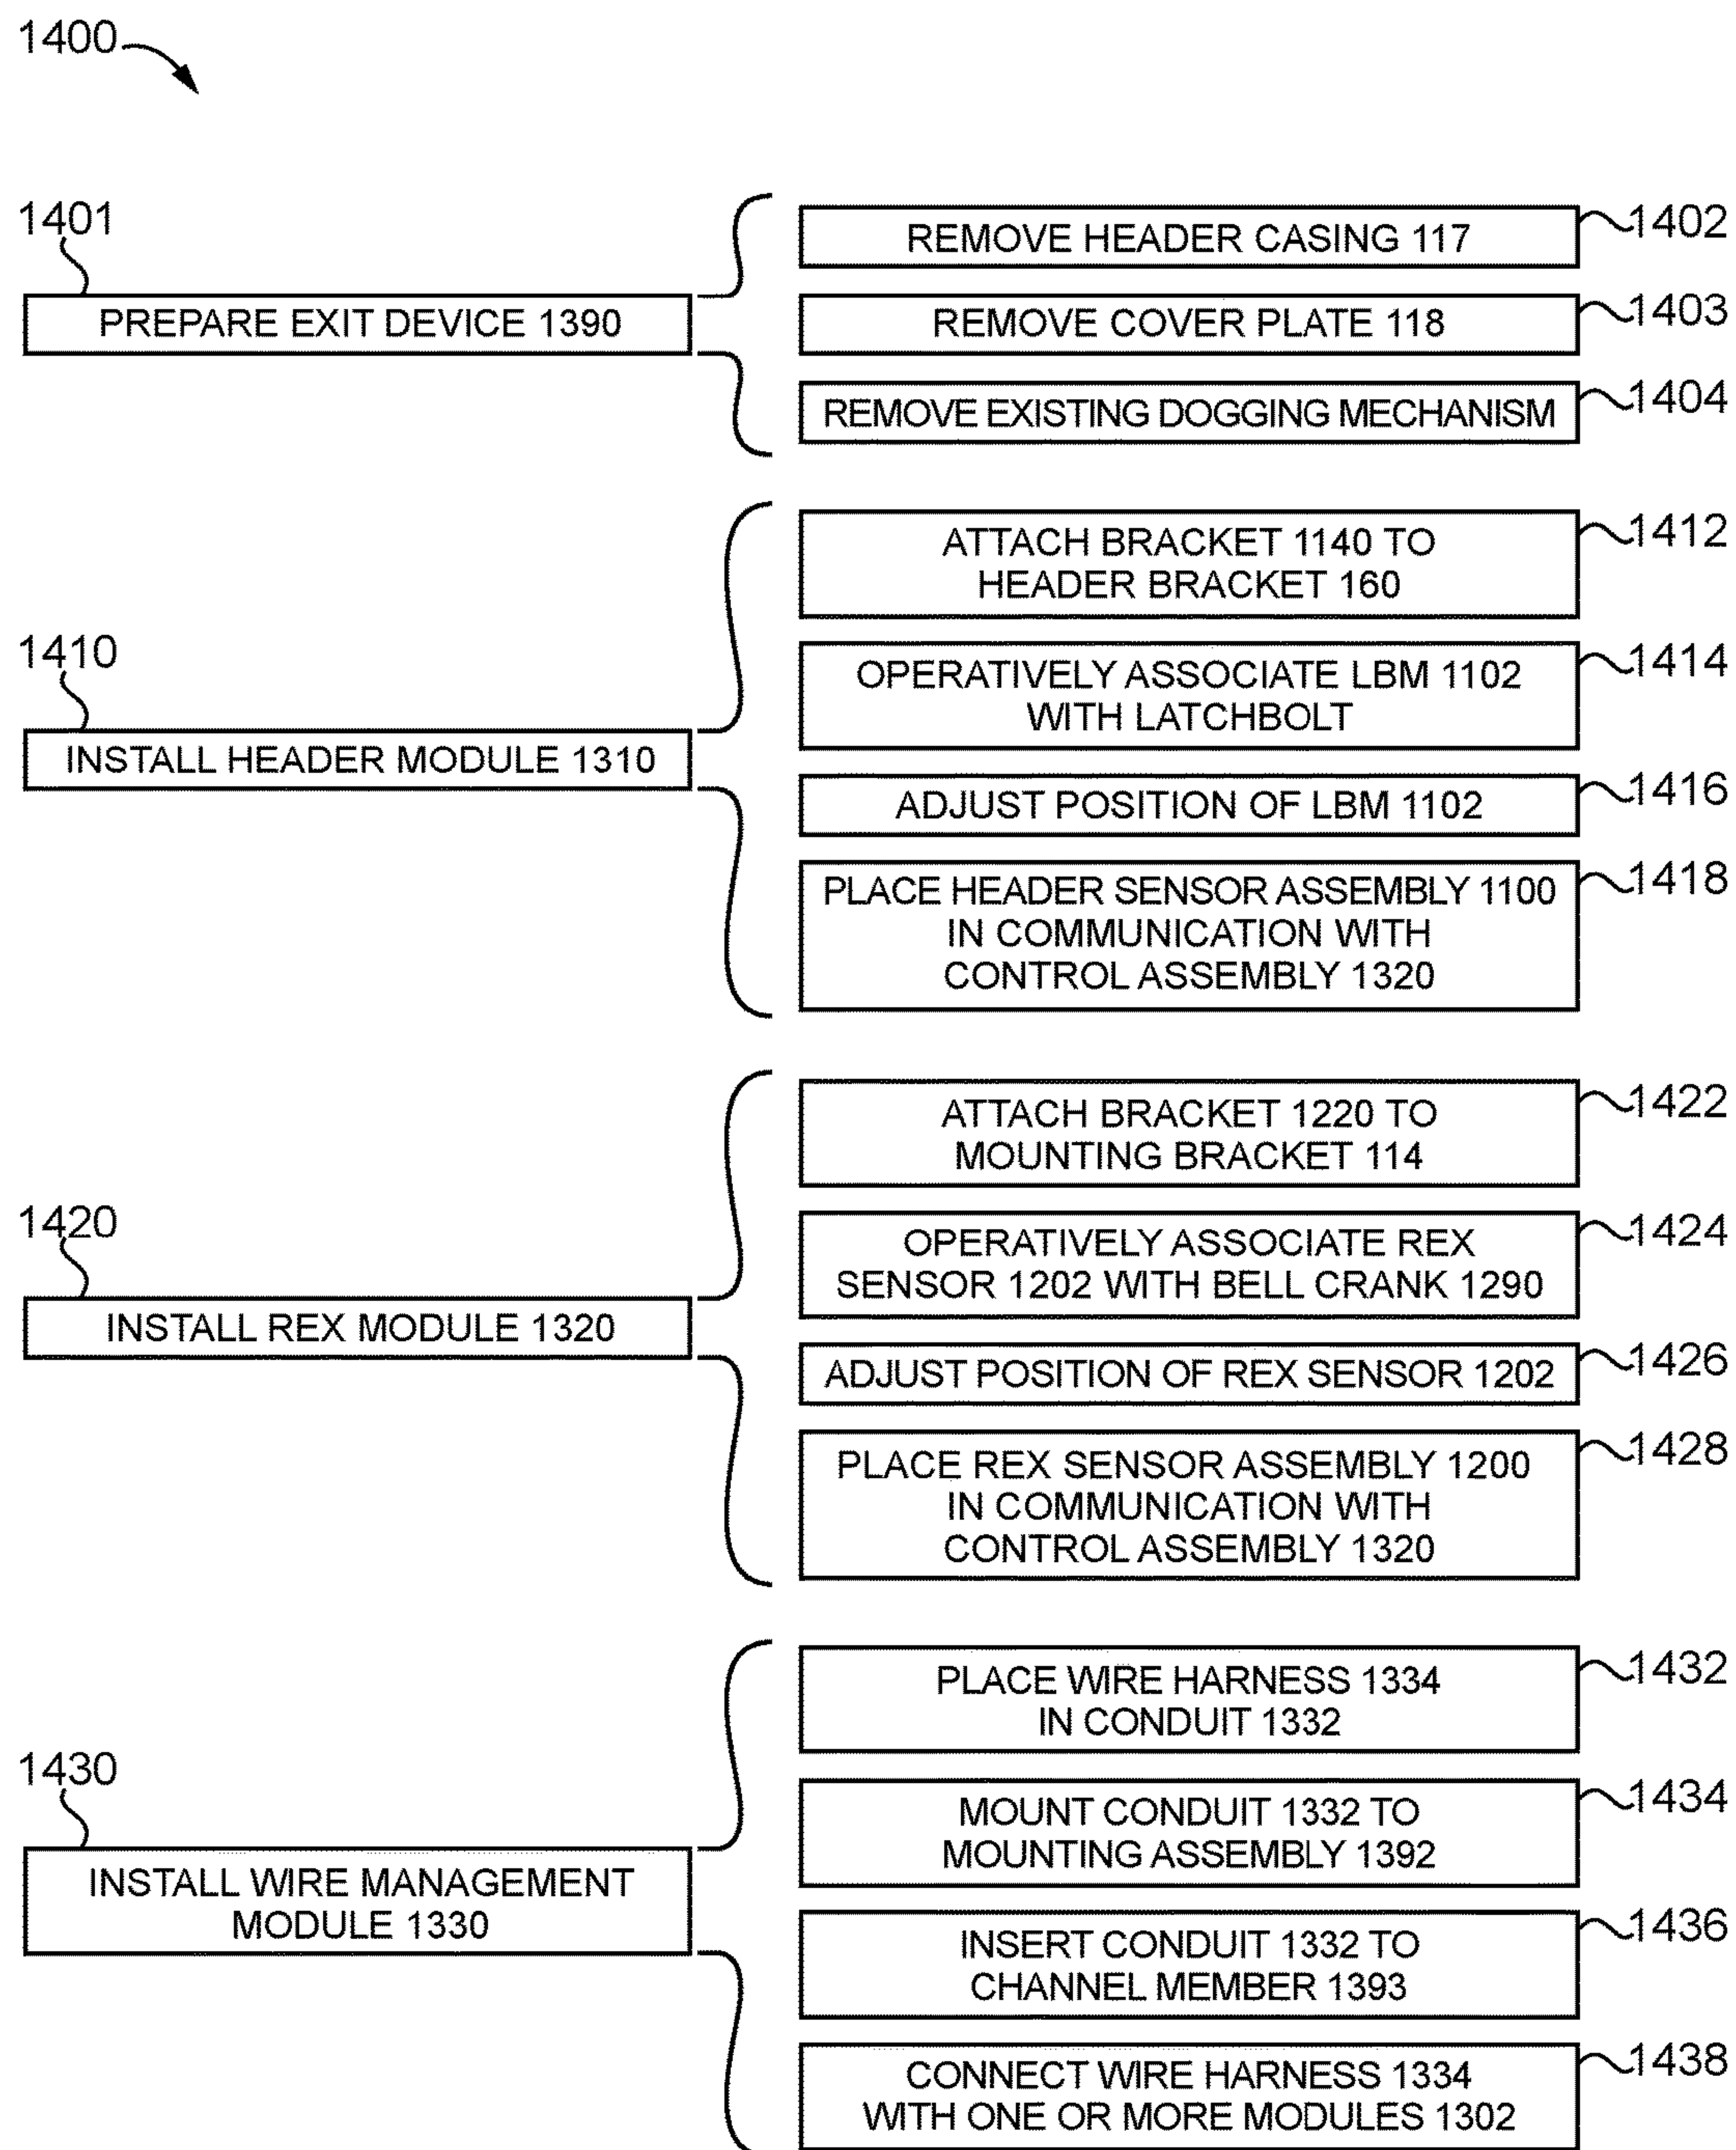 1400
1401
PREPARE EXIT DEVICE 1390
REMOVE HEADER CASING 117
1402
REMOVE COVER PLATE 118
1403
REMOVE EXISTING DOGGING MECHANISM
1404
1410
INSTALL HEADER MODULE 1310
ATTACH BRACKET 1140 TO
HEADER BRACKET 160
1412
OPERATIVELY ASSOCIATE LBM 1102
WITH LATCHBOLT
1414
ADJUST POSITION OF LBM 1102
1416
PLACE HEADER SENSOR ASSEMBLY 1100
IN COMMUNICATION WITH
CONTROL ASSEMBLY 1320
1418
1420
INSTALL REX MODULE 1320
ATTACH BRACKET 1220 TO
MOUNTING BRACKET 114
1422
OPERATIVELY ASSOCIATE REX
SENSOR 1202 WITH BELL CRANK 1290
1424
ADJUST POSITION OF REX SENSOR 1202
1426
PLACE REX SENSOR ASSEMBLY 1200
IN COMMUNICATION WITH
CONTROL ASSEMBLY 1320
1428
1430
INSTALL WIRE MANAGEMENT
MODULE 1330
PLACE WIRE HARNESS 1334
IN CONDUIT 1332
1432
MOUNT CONDUIT 1332 TO
MOUNTING ASSEMBLY 1392
1434
INSERT CONDUIT 1332 TO
CHANNEL MEMBER 1393
1436
CONNECT WIRE HARNESS 1334
WITH ONE OR MORE MODULES 1302
1438